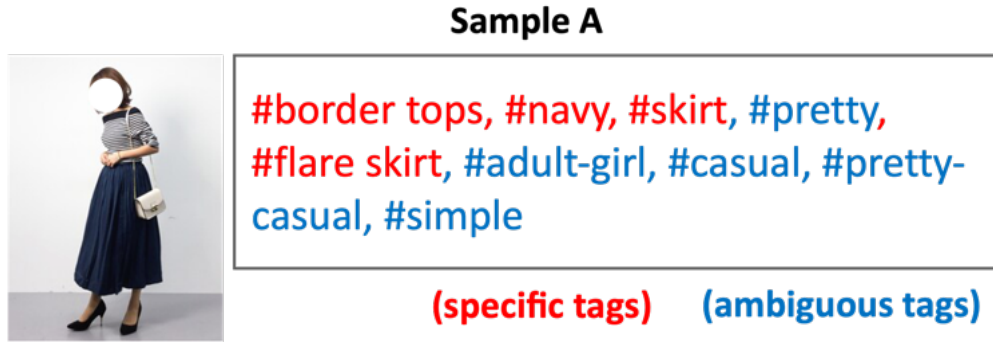 Sample A
#border tops, #navy, #skirt, #pretty,
#flare skirt, #adult-girl, #casual, #pretty-
casual, #simple
(specific tags) (ambiguous tags)